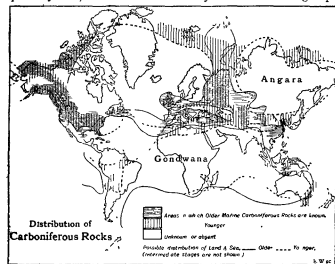 Angara
Gondwana
Distribution of
Carboniferous Rocks
Areas in which Older Marine Carboniferous Rocks are known
Younger
Unknown or absent
Possible distribution of Land & Sea, Older Younger
(intermediate stages are not shown)